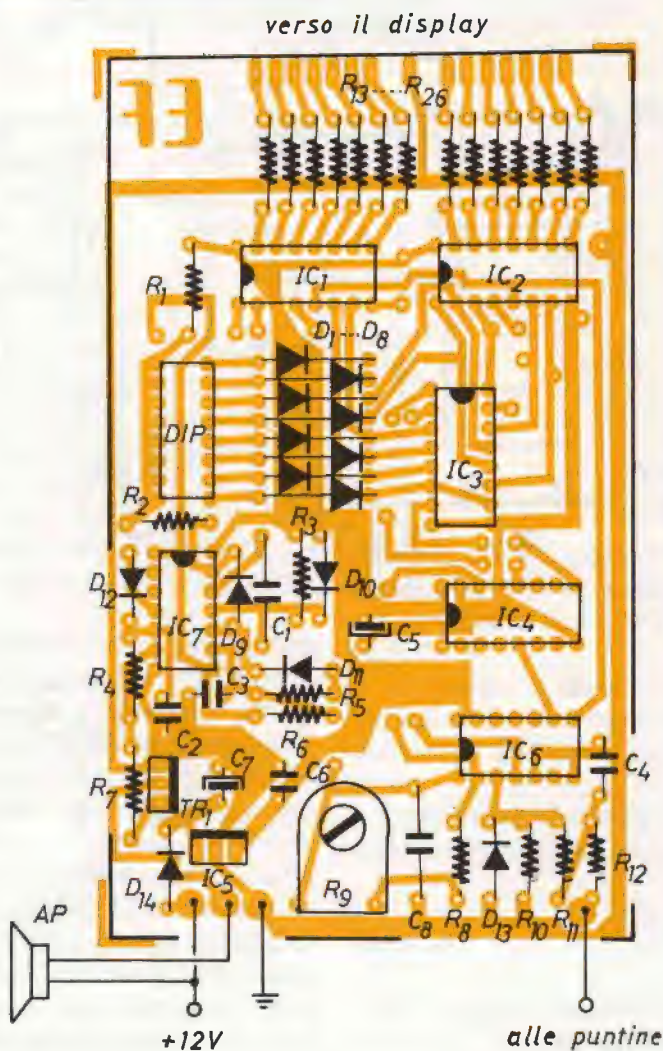 verso il display
73
R13....R26
R1
IC1
IC2
D1...D8
DIP
IC3
R2
R3
D12
IC7
D9
C1
D10
C5
IC4
R4
C3
D11
R5
C2
R6
IC6
R7
TR1
C7
C6
C4
D14
IC5
R9
C8
R8
D13
R10
R11
R12
AP
+12V
alle puntine